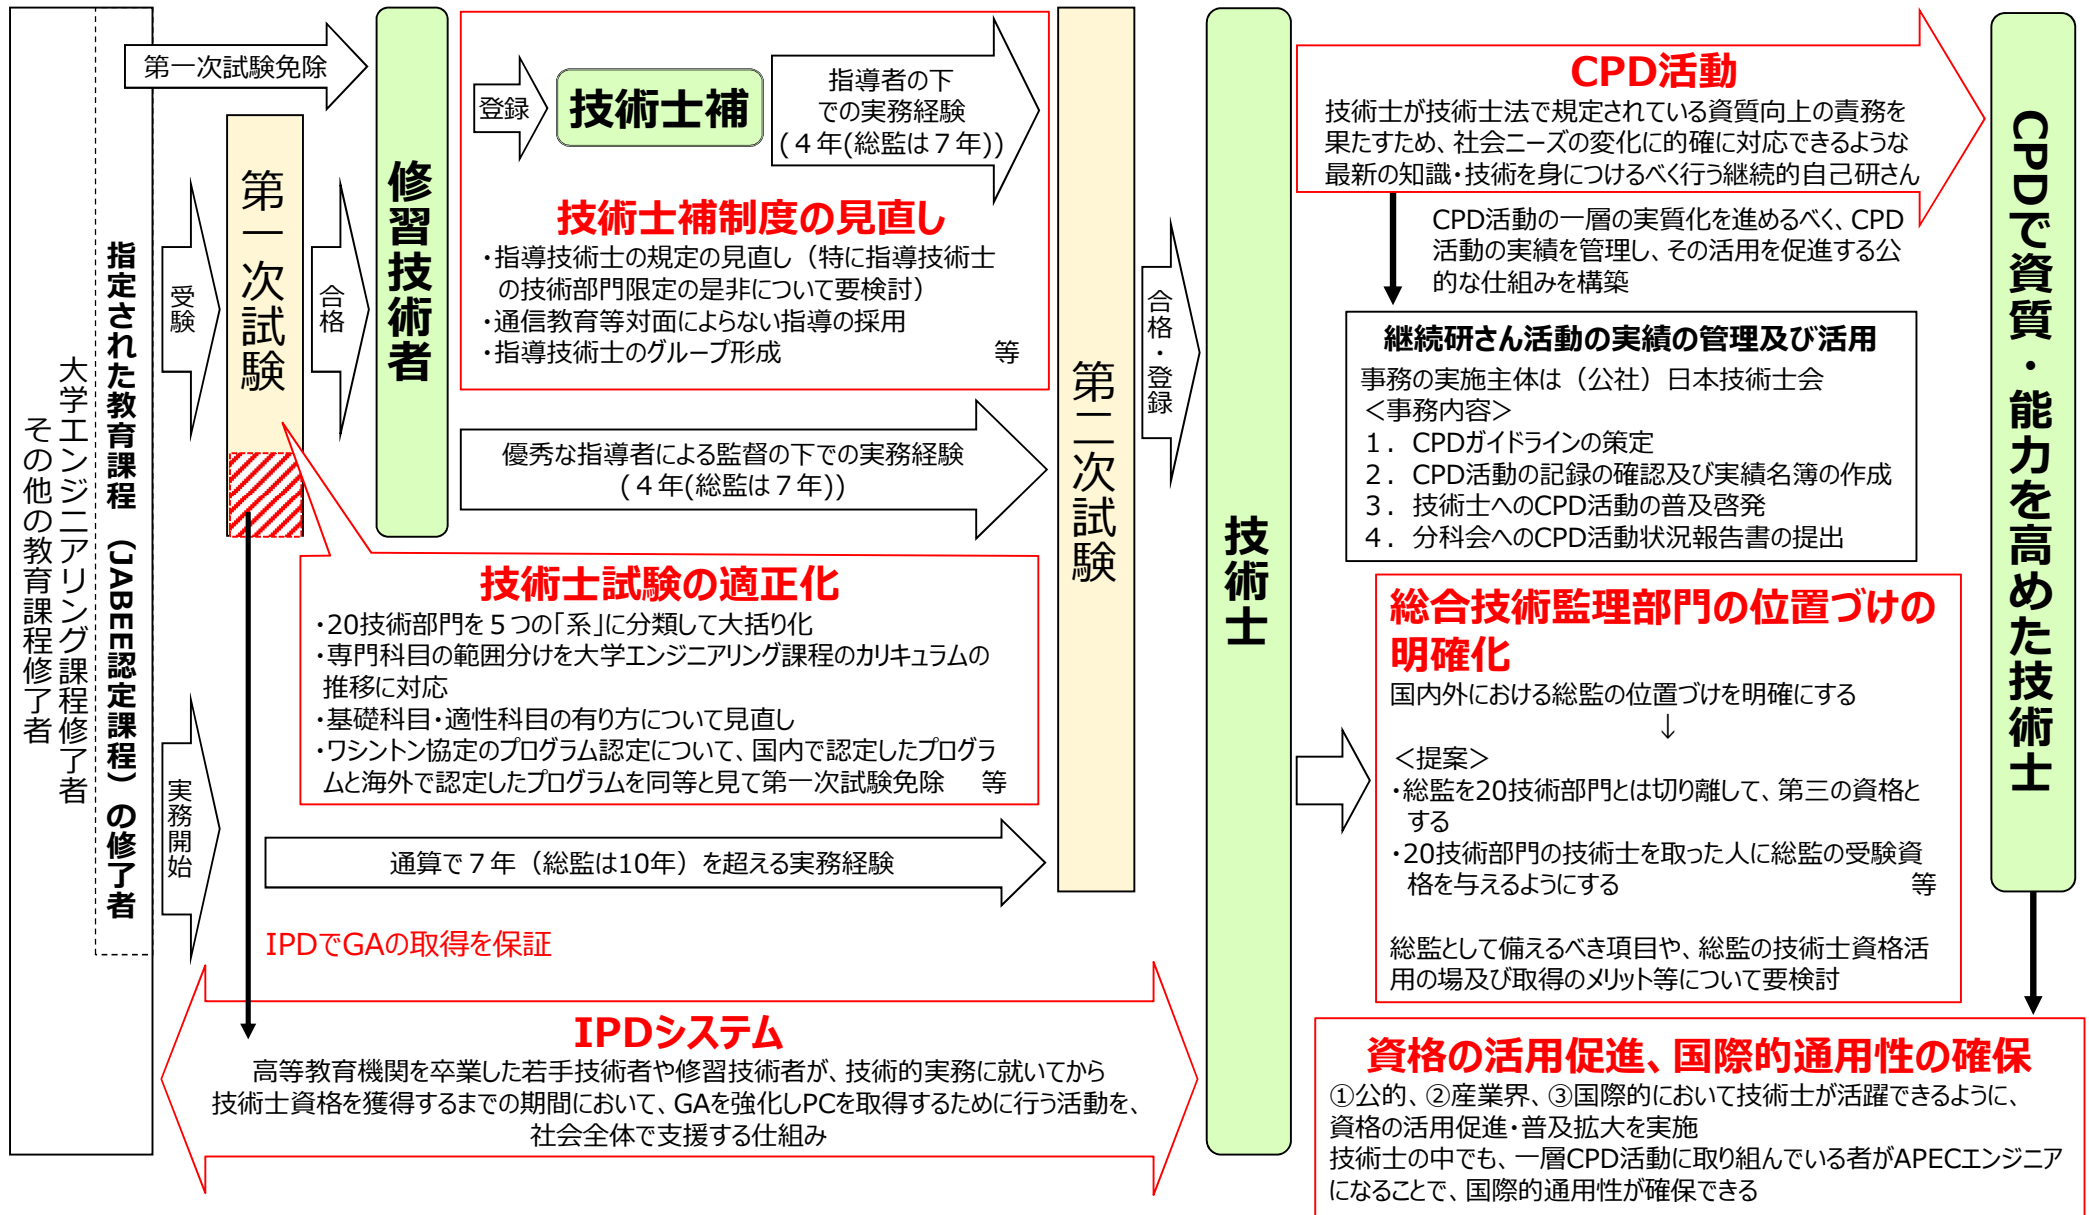 その他の教育課程修了者
大学エンジニアリング課程修了者
指定された教育課程（JABEE認定課程）の修了者
第一次試験免除
受験
第一次試験
合格
修習技術者
実務開始
登録
技術士補
指導者の下
での実務経験
(４年(総監は７年))
技術士補制度の見直し
・指導技術士の規定の見直し（特に指導技術士
の技術部門限定の是非について要検討）
・通信教育等対面によらない指導の採用
・指導技術士のグループ形成　等
優秀な指導者による監督の下での実務経験
(４年(総監は７年))
技術士試験の適正化
・20技術部門を５つの「系」に分類して大括り化
・専門科目の範囲分けを大学エンジニアリング課程のカリキュラムの
推移に対応
・基礎科目・適性科目の有り方について見直し
・ワシントン協定のプログラム認定について、国内で認定したプログラ
ムと海外で認定したプログラムを同等と見て第一次試験免除　等
通算で７年（総監は10年）を超える実務経験
IPDでGAの取得を保証
IPDシステム
高等教育機関を卒業した若手技術者や修習技術者が、技術的実務に就いてから
技術士資格を獲得するまでの期間において、GAを強化しPCを取得するために行う活動を、
社会全体で支援する仕組み
第二次試験
合格・登録
技術士
CPD活動
技術士が技術士法で規定されている資質向上の責務を
果たすため、社会ニーズの変化に的確に対応できるような
最新の知識・技術を身につけるべく行う継続的自己研さん
CPD活動の一層の実質化を進めるべく、CPD
活動の実績を管理し、その活用を促進する公
的な仕組みを構築
継続研さん活動の実績の管理及び活用
事務の実施主体は（公社）日本技術士会
＜事務内容＞
１．CPDガイドラインの策定
２．CPD活動の記録の確認及び実績名簿の作成
３．技術士へのCPD活動の普及啓発
４．分科会へのCPD活動状況報告書の提出
総合技術監理部門の位置づけの
明確化
国内外における総監の位置づけを明確にする
↓
＜提案＞
・総監を20技術部門とは切り離して、第三の資格と
する
・20技術部門の技術士を取った人に総監の受験資
格を与えるようにする　等
総監として備えるべき項目や、総監の技術士資格活
用の場及び取得のメリット等について要検討
CPDで資質・能力を高めた技術士
資格の活用促進、国際的通用性の確保
①公的、②産業界、③国際的において技術士が活躍できるように、
資格の活用促進・普及拡大を実施
技術士の中でも、一層CPD活動に取り組んでいる者がAPECエンジニア
になることで、国際的通用性が確保できる